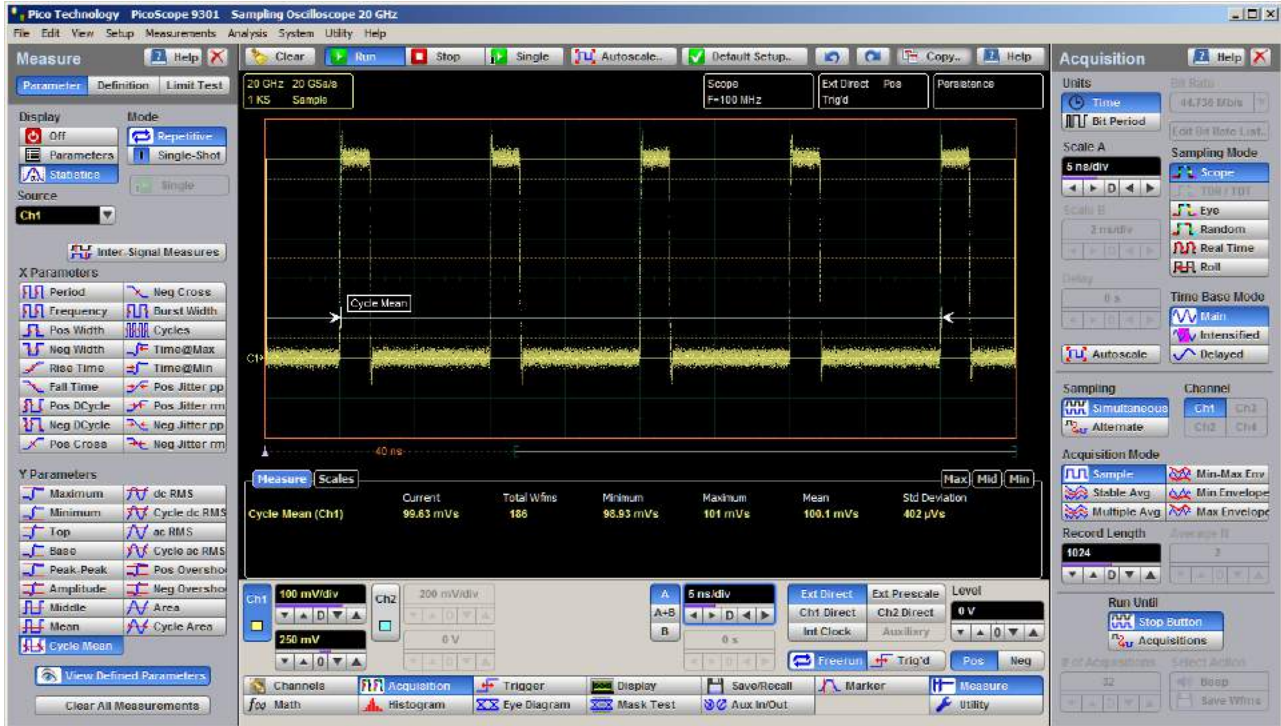 Pico Technology PicoScope 9301 Sampling Oscilloscope 20 GHz
File Edit View Setup Measurements Analysis System Utility Help
Measure Help
Clear Run Stop Single Autoscale.. Default Setup.. Copy.. Help
Acquisition Help
Parameter Definition Limit Test
Display Mode
Off Repetitive
Parameters Single-Shot
Statistics Single
Source
Ch1
Inter-Signal Measures
X Parameters
Period Neg Cross
Frequency Burst Width
Pos Width Cycles
Neg Width Time@Max
Rise Time Time@Min
Fall Time Pos Jitter pp
Pos DCycle Pos Jitter rm
Neg DCycle Neg Jitter pp
Pos Cross Neg Jitter rm
Y Parameters
Maximum dc RMS
Minimum Cycle dc RMS
Top ac RMS
Base Cycle ac RMS
Peak-Peak Pos Oversho
Amplitude Neg Oversho
Middle Area
Mean Cycle Area
Cycle Mean
View Defined Parameters
Clear All Measurements
20 GHz 20 GSa/s
1 KS Sample
Scope
F=100 MHz
Ext Direct Pos
Trig'd
Persistence
Cycle Mean
C1
40 ns
Measure Scales Max Mid Min
Current Total Wfms Minimum Maximum Mean Std Deviation
Cycle Mean (Ch1) 99.63 mVs 186 98.93 mVs 101 mVs 100.1 mVs 402 µVs
Ch1 100 mV/div Ch2 200 mV/div A 5 ns/div Ext Direct Ext Prescale Level
D D A+B D Ch1 Direct Ch2 Direct 0 V
250 mV 0 V B 0 s Int Clock Auxiliary 0
0 Freerun Trig'd Pos Neg
Channels Acquisition Trigger Display Save/Recall Marker Measure
f(x) Math Histogram Eye Diagram Mask Test Aux In/Out Utility
Units Bit Rate
Time 44.736 Mb/s
Bit Period Edit Bit Rate List..
Scale A Sampling Mode
5 ns/div Scope
D TDR / TDT
Scale B Eye
2 ns/div Random
Real Time
Delay Roll
0 s Time Base Mode
Main
Intensified
Autoscale Delayed
Sampling Channel
Simultaneous Ch1 Ch3
Alternate Ch2 Ch4
Acquisition Mode
Sample Min-Max Env
Stable Avg Min Envelope
Multiple Avg Max Envelope
Record Length Average N
1024 2
D
Run Until
Stop Button
Acquisitions
# of Acquisitions Select Action
32 Beep
Save Wfms